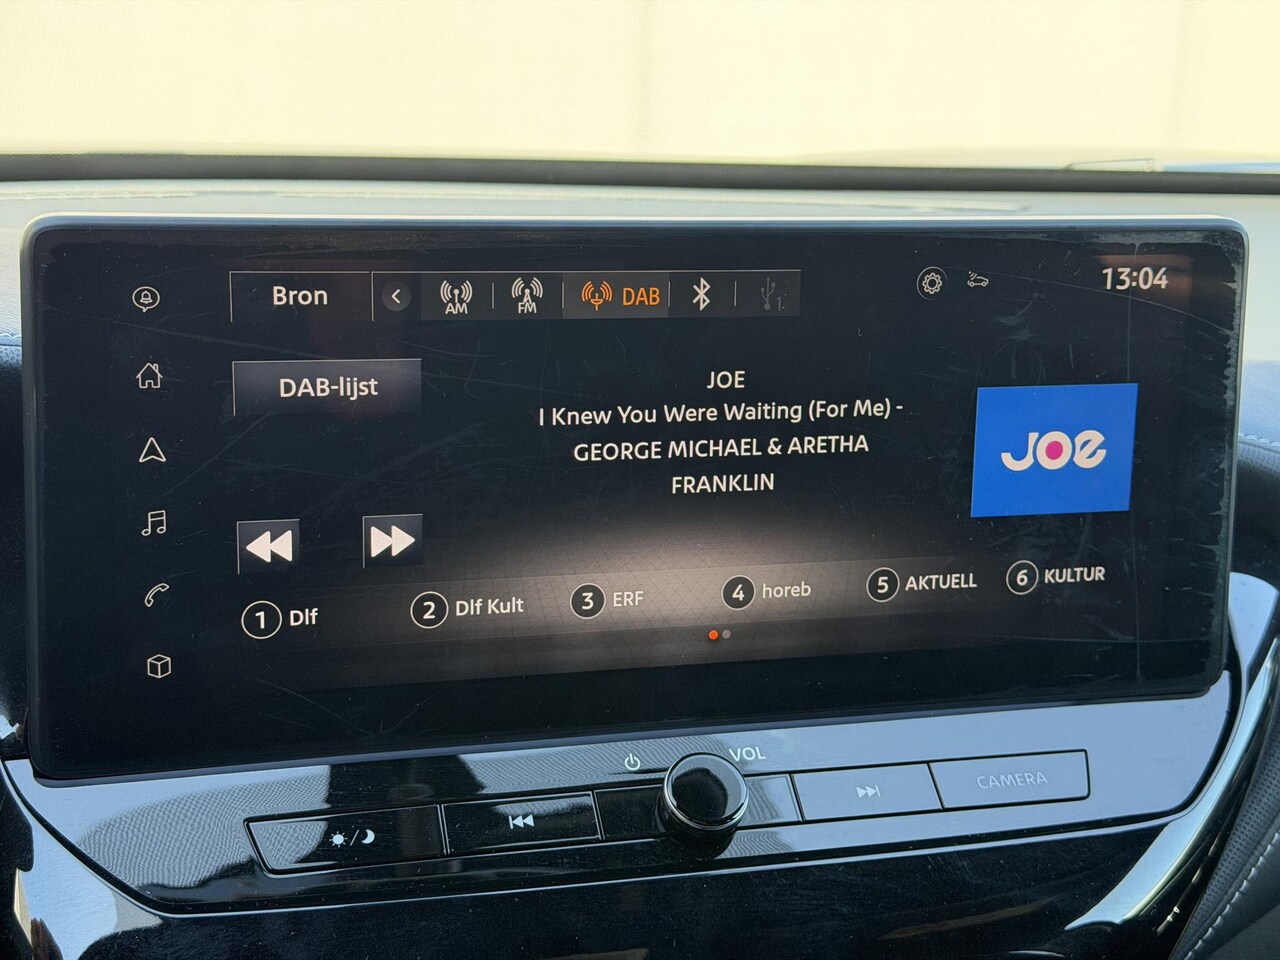 Bron
AM
FM
DAB
1
13:04
DAB-lijst
JOE
I Knew You Were Waiting (For Me) -
GEORGE MICHAEL & ARETHA
FRANKLIN
JOe
1 Dlf
2 Dlf Kult
3 ERF
4 horeb
5 AKTUELL
6 KULTUR
VOL
CAMERA